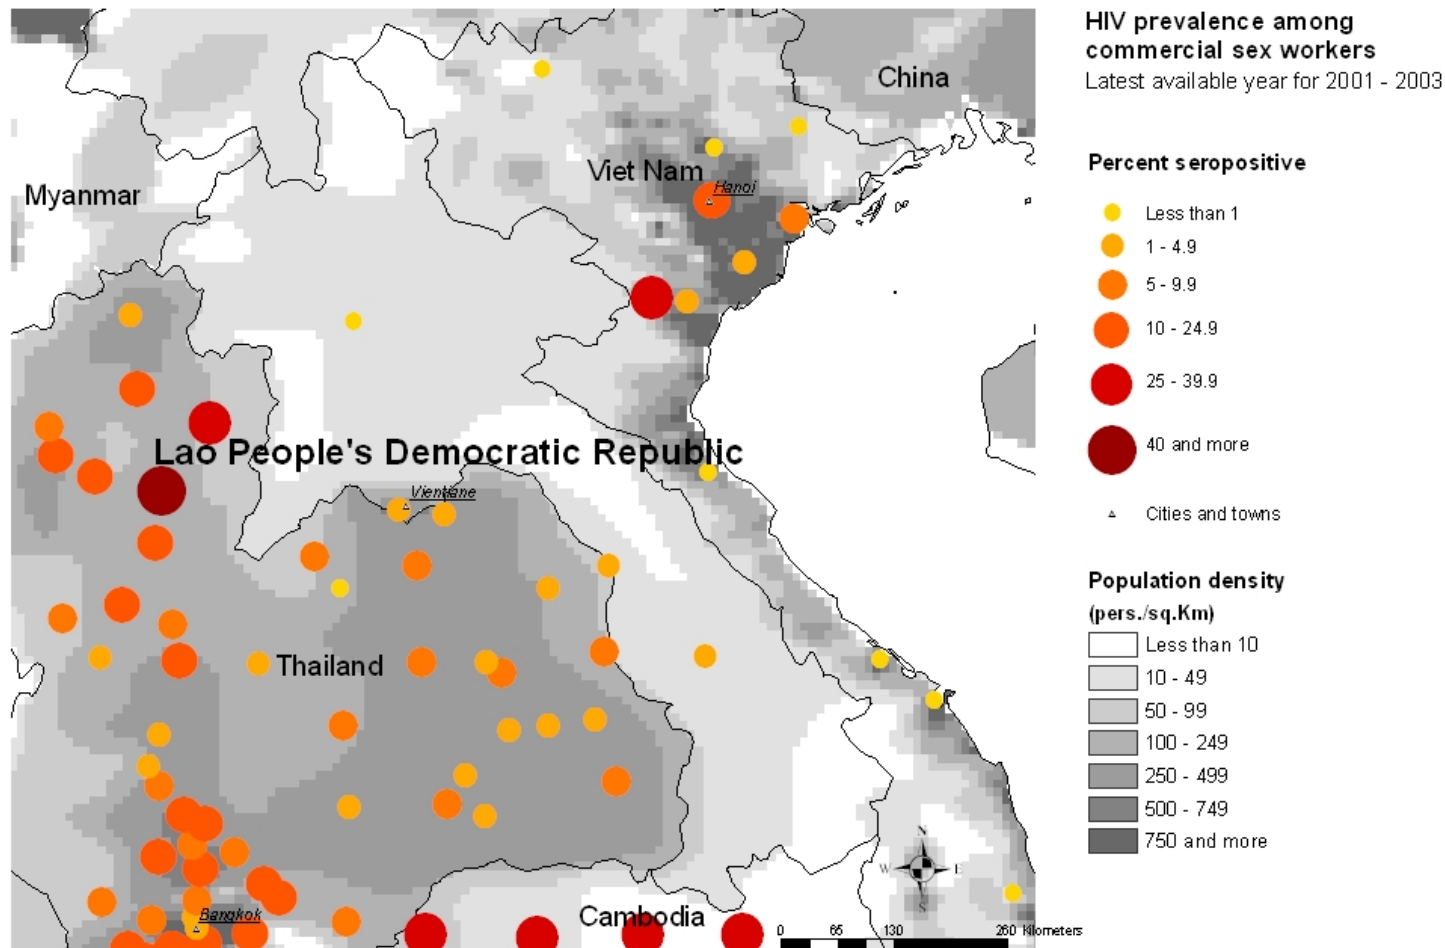 HIV prevalence among
commercial sex workers
Latest available year for 2001 - 2003
China
Viet Nam
Hanoi
Myanmar
Lao People's Democratic Republic
Vientiane
Thailand
Bangkok
Cambodia
N
W
E
S
0 65 130 260 Kilometers
Percent seropositive
Less than 1
1 - 4.9
5 - 9.9
10 - 24.9
25 - 39.9
40 and more
Cities and towns
Population density
(pers./sq.Km)
Less than 10
10 - 49
50 - 99
100 - 249
250 - 499
500 - 749
750 and more